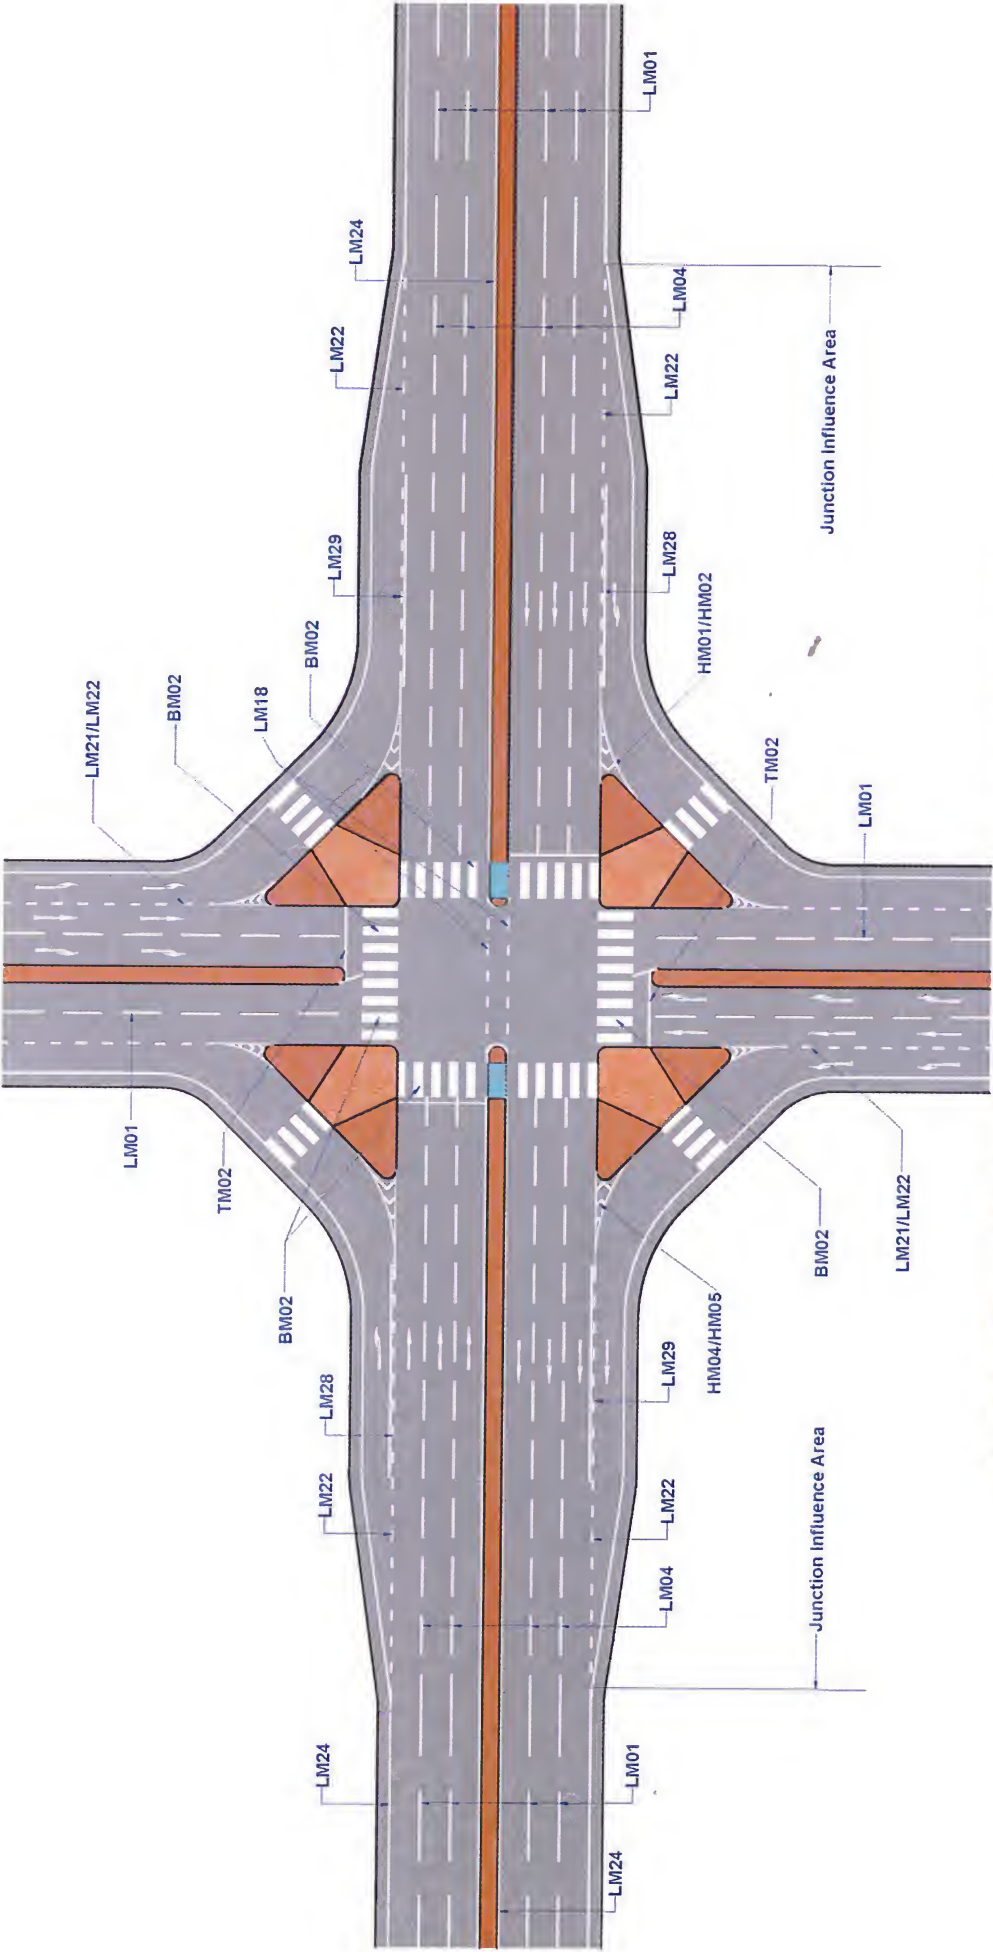 LM21/LM22
LM01
BM02
TM02
LM18
BM02
BM02
LM24
LM22
LM28
LM29
LM22
LM24
LM24
LM01
LM04
LM22
LM29
LM28
LM22
LM04
LM01
HM04/HM05
HM01/HM02
TM02
BM02
Junction Influence Area
Junction Influence Area
LM01
LM21/LM22